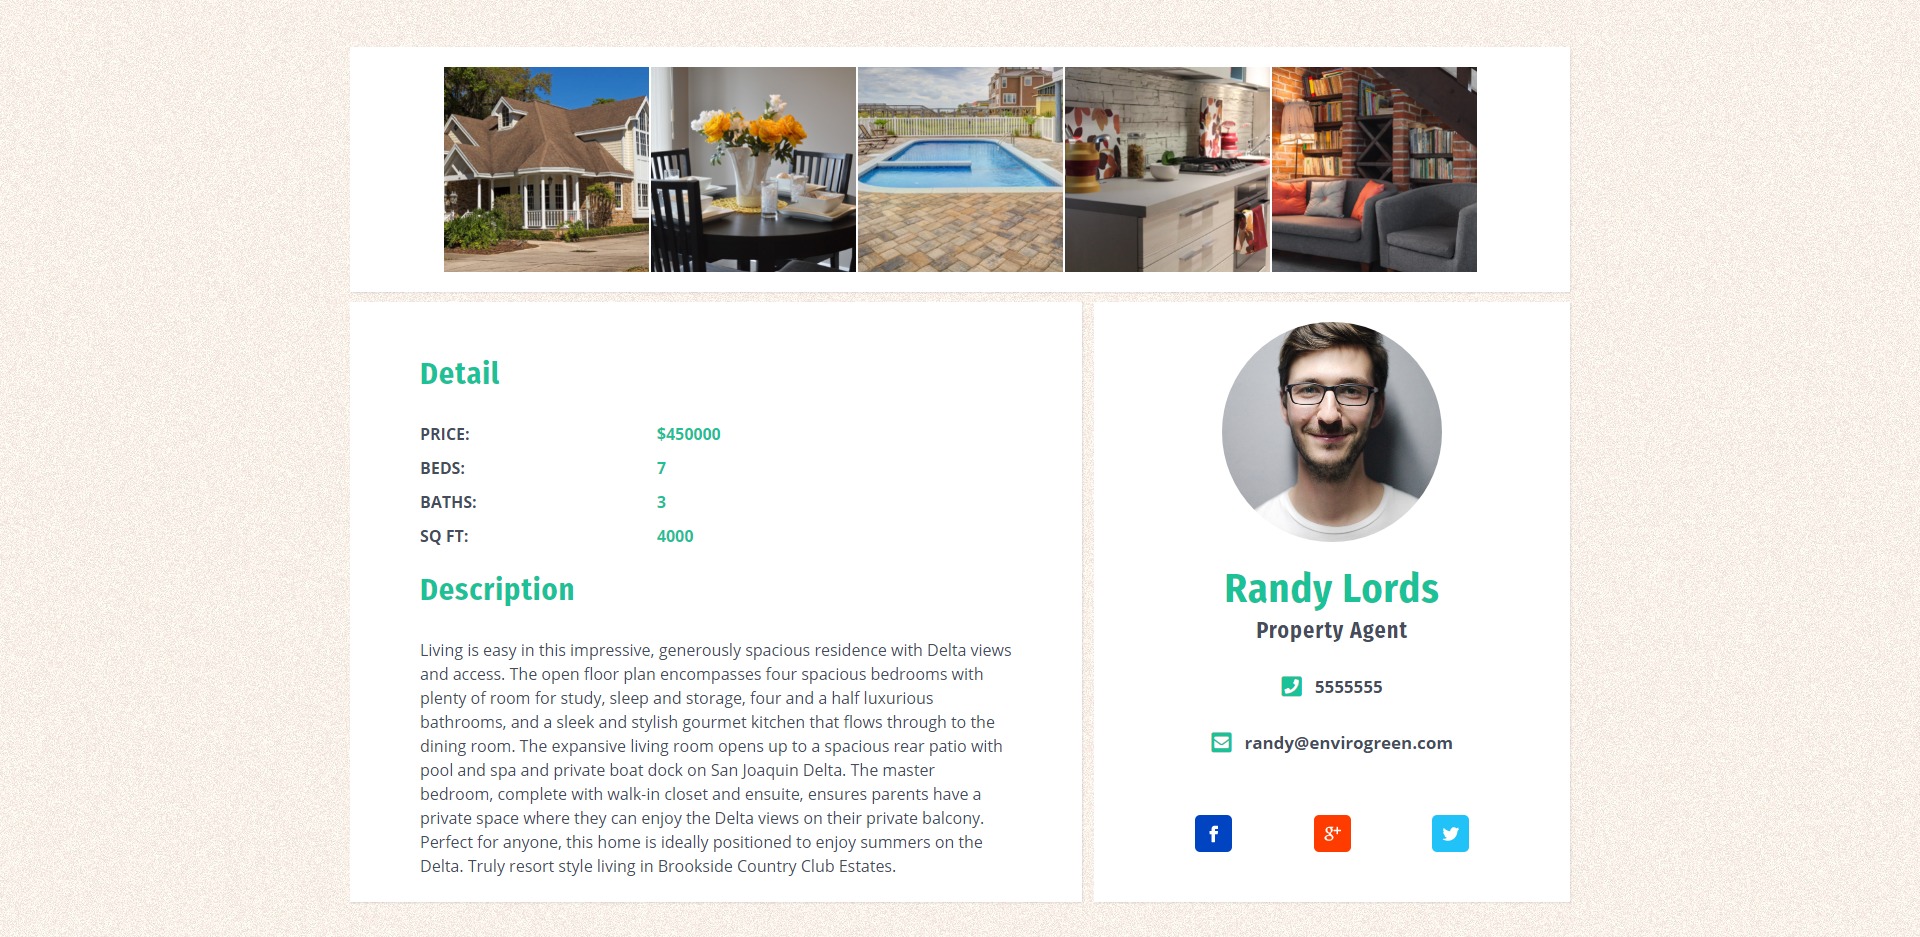 Detail
PRICE: $450000
BEDS: 7
BATHS: 3
SQ FT: 4000
Description
Living is easy in this impressive, generously spacious residence with Delta views
and access. The open floor plan encompasses four spacious bedrooms with
plenty of room for study, sleep and storage, four and a half luxurious
bathrooms, and a sleek and stylish gourmet kitchen that flows through to the
dining room. The expansive living room opens up to a spacious rear patio with
pool and spa and private boat dock on San Joaquin Delta. The master
bedroom, complete with walk-in closet and ensuite, ensures parents have a
private space where they can enjoy the Delta views on their private balcony.
Perfect for anyone, this home is ideally positioned to enjoy summers on the
Delta. Truly resort style living in Brookside Country Club Estates.
Randy Lords
Property Agent
5555555
randy@envirogreen.com
f
g+